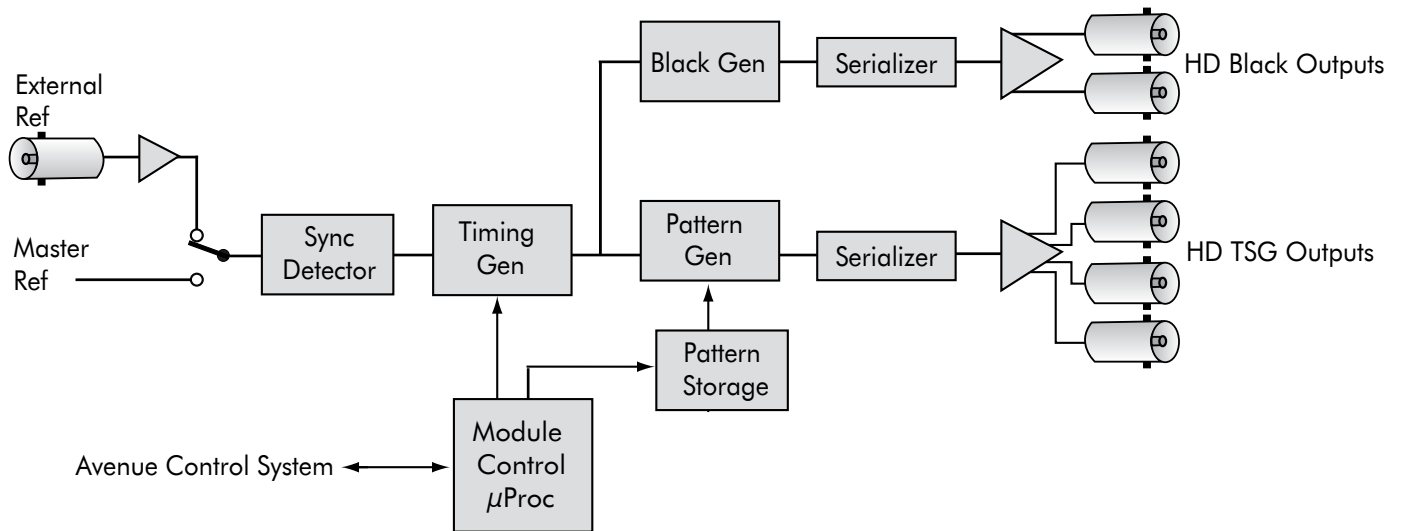 External
Ref
Master
Ref
Sync
Detector
Timing
Gen
Black Gen
Serializer
HD Black Outputs
Pattern
Gen
Serializer
HD TSG Outputs
Pattern
Storage
Module
Control
µProc
Avenue Control System